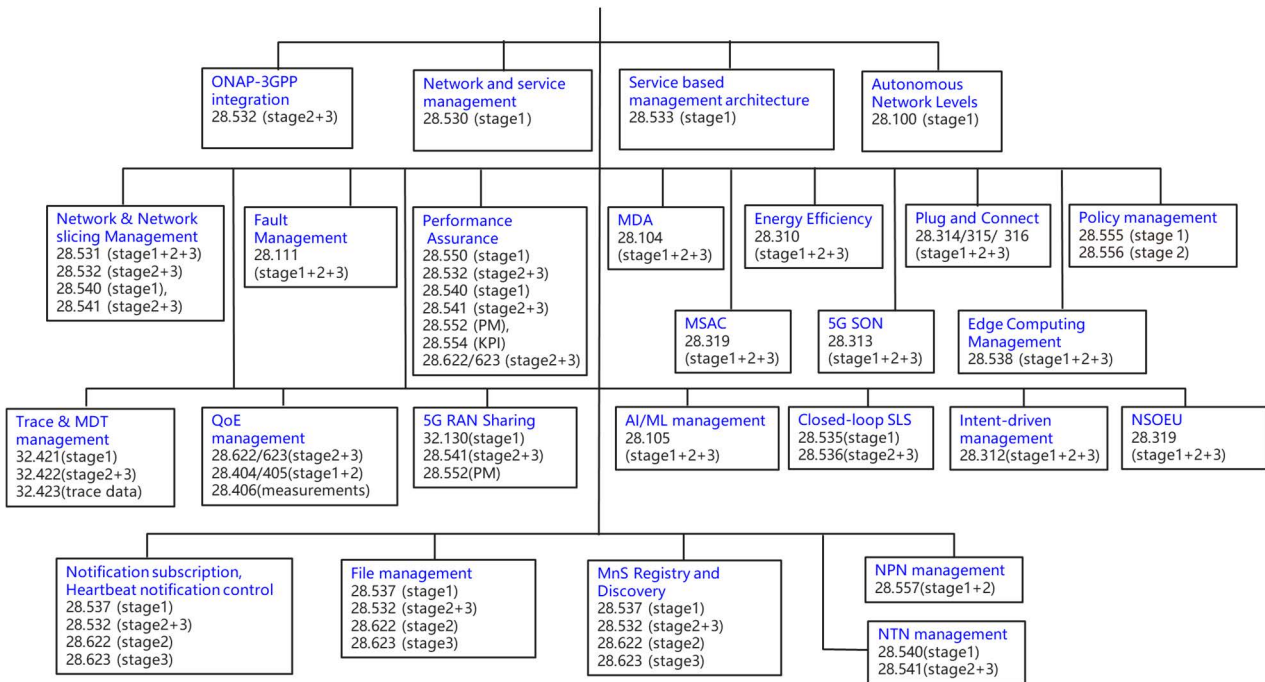 ONAP-3GPP
integration
28.532 (stage2+3)
Network and service
management
28.530 (stage1)
Service based
management architecture
28.533 (stage1)
Autonomous
Network Levels
28.100 (stage1)
Network & Network
slicing Management
28.531 (stage1+2+3)
28.532 (stage2+3)
28.540 (stage1),
28.541 (stage2+3)
Fault
Management
28.111
(stage1+2+3)
Performance
Assurance
28.550 (stage1)
28.532 (stage2+3)
28.540 (stage1)
28.541 (stage2+3)
28.552 (PM),
28.554 (KPI)
28.622/623 (stage2+3)
MDA
28.104
(stage1+2+3)
Energy Efficiency
28.310
(stage1+2+3)
Plug and Connect
28.314/315/ 316
(stage1+2+3)
Policy management
28.555 (stage 1)
28.556 (stage 2)
MSAC
28.319
(stage1+2+3)
5G SON
28.313
(stage1+2+3)
Edge Computing
Management
28.538 (stage1+2+3)
Trace & MDT
management
32.421(stage1)
32.422(stage2+3)
32.423(trace data)
QoE
management
28.622/623(stage2+3)
28.404/405(stage1+2)
28.406(measurements)
5G RAN Sharing
32.130(stage1)
28.541(stage2+3)
28.552(PM)
AI/ML management
28.105
(stage1+2+3)
Closed-loop SLS
28.535(stage1)
28.536(stage2+3)
Intent-driven
management
28.312(stage1+2+3)
NSOEU
28.319
(stage1+2+3)
Notification subscription,
Heartbeat notification control
28.537 (stage1)
28.532 (stage2+3)
28.622 (stage2)
28.623 (stage3)
File management
28.537 (stage1)
28.532 (stage2+3)
28.622 (stage2)
28.623 (stage3)
MnS Registry and
Discovery
28.537 (stage1)
28.532 (stage2+3)
28.622 (stage2)
28.623 (stage3)
NPN management
28.557(stage1+2)
NTN management
28.540(stage1)
28.541(stage2+3)